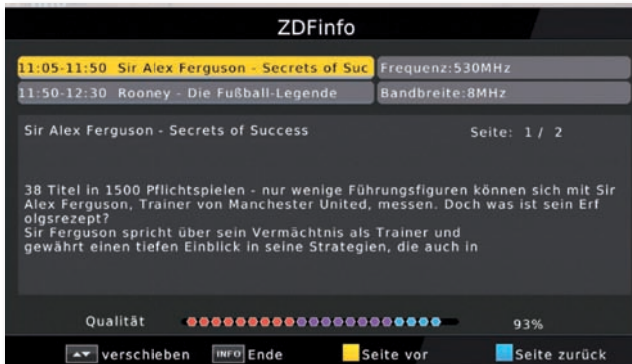 ZDFinfo
11:05-11:50 Sir Alex Ferguson - Secrets of Suc
Frequenz:530MHz
11:50-12:30 Rooney - Die Fußball-Legende
Bandbreite:8MHz
Sir Alex Ferguson - Secrets of Success
Seite: 1 / 2
38 Titel in 1500 Pflichtspielen - nur wenige Führungsfiguren können sich mit Sir
Alex Ferguson, Trainer von Manchester United, messen. Doch was ist sein Erf
olgsrezept?
Sir Ferguson spricht über sein Vermächtnis als Trainer und
gewährt einen tiefen Einblick in seine Strategien, die auch in
Qualität 93%
verschieben INFO Ende Seite vor Seite zurück